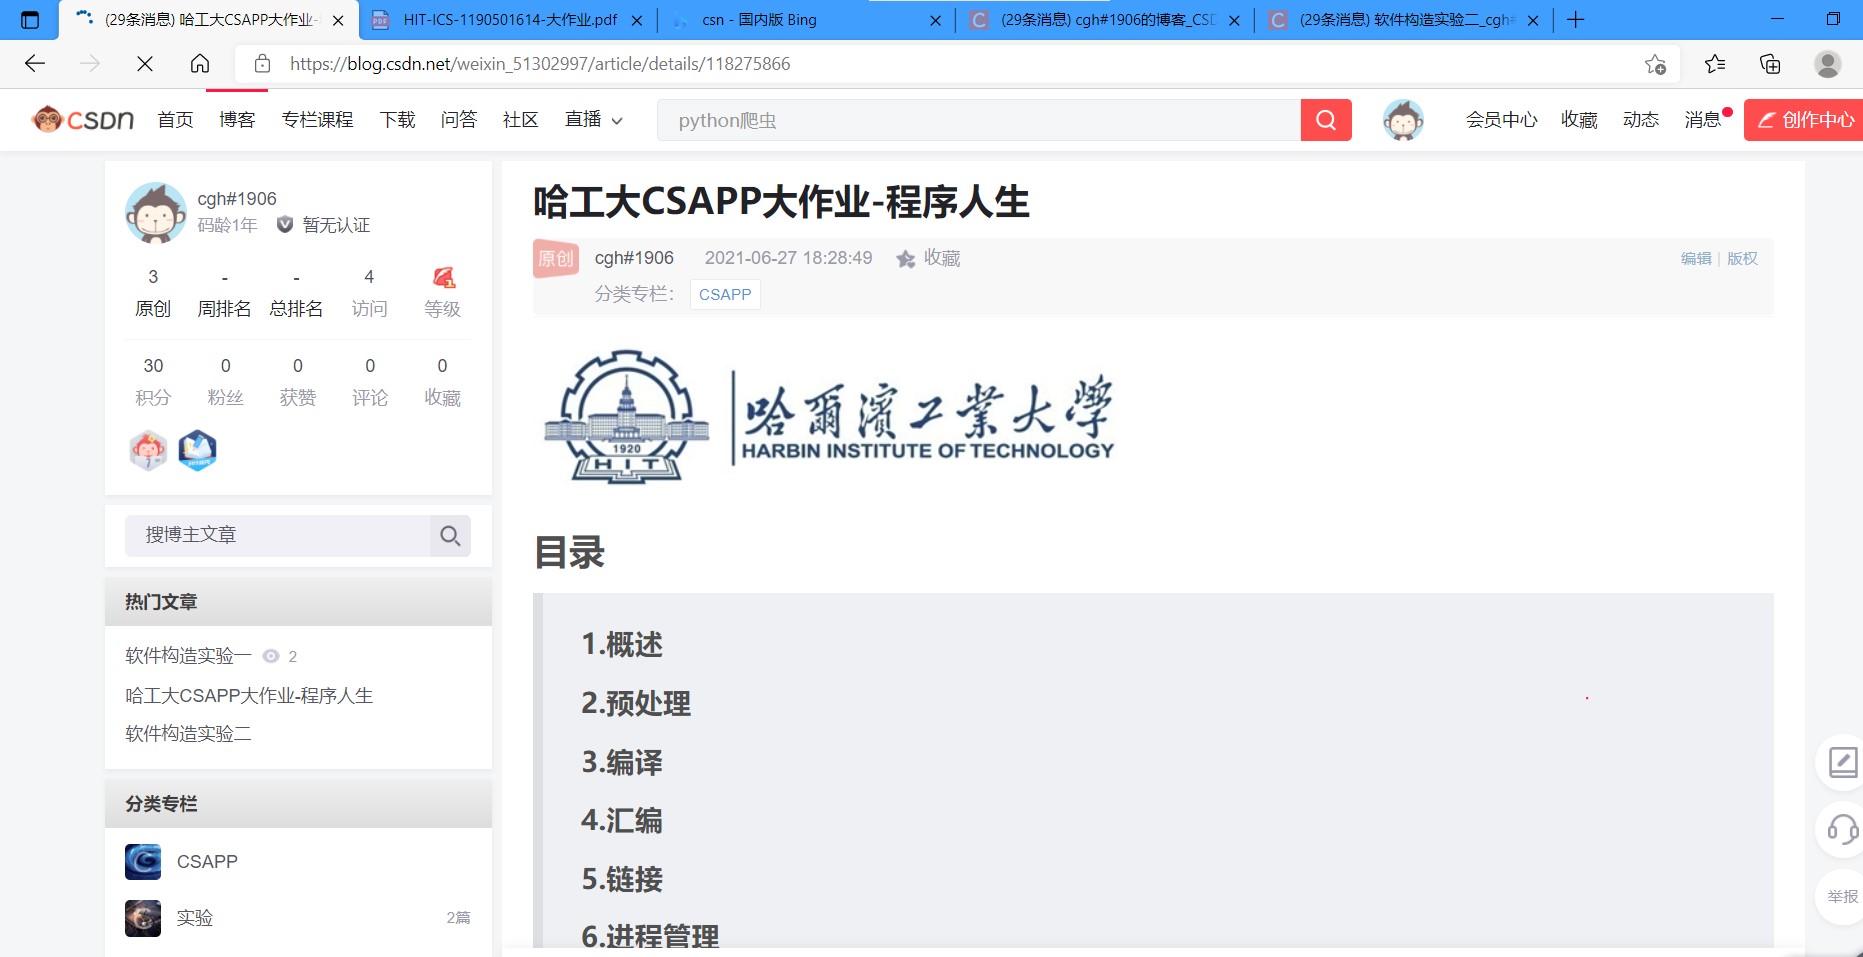 (29条消息) 哈工大CSAPP大作业-
HIT-ICS-1190501614-大作业.pdf
csn - 国内版 Bing
(29条消息) cgh#1906的博客_CSD
(29条消息) 软件构造实验二_cgh#
https://blog.csdn.net/weixin_51302997/article/details/118275866
CSDN 首页 博客 专栏课程 下载 问答 社区 直播 python爬虫 会员中心 收藏 动态 消息 创作中心
cgh#1906
码龄1年 暂无认证
3 - - 4 1
原创 周排名 总排名 访问 等级
30 0 0 0 0
积分 粉丝 获赞 评论 收藏
搜博主文章
热门文章
软件构造实验一 2
哈工大CSAPP大作业-程序人生
软件构造实验二
分类专栏
CSAPP
实验 2篇
哈工大CSAPP大作业-程序人生
原创 cgh#1906 2021-06-27 18:28:49 收藏 编辑 | 版权
分类专栏： CSAPP
1920
HIT
哈爾濱工業大學
HARBIN INSTITUTE OF TECHNOLOGY
目录
1.概述
2.预处理
3.编译
4.汇编
5.链接
6.进程管理
举报